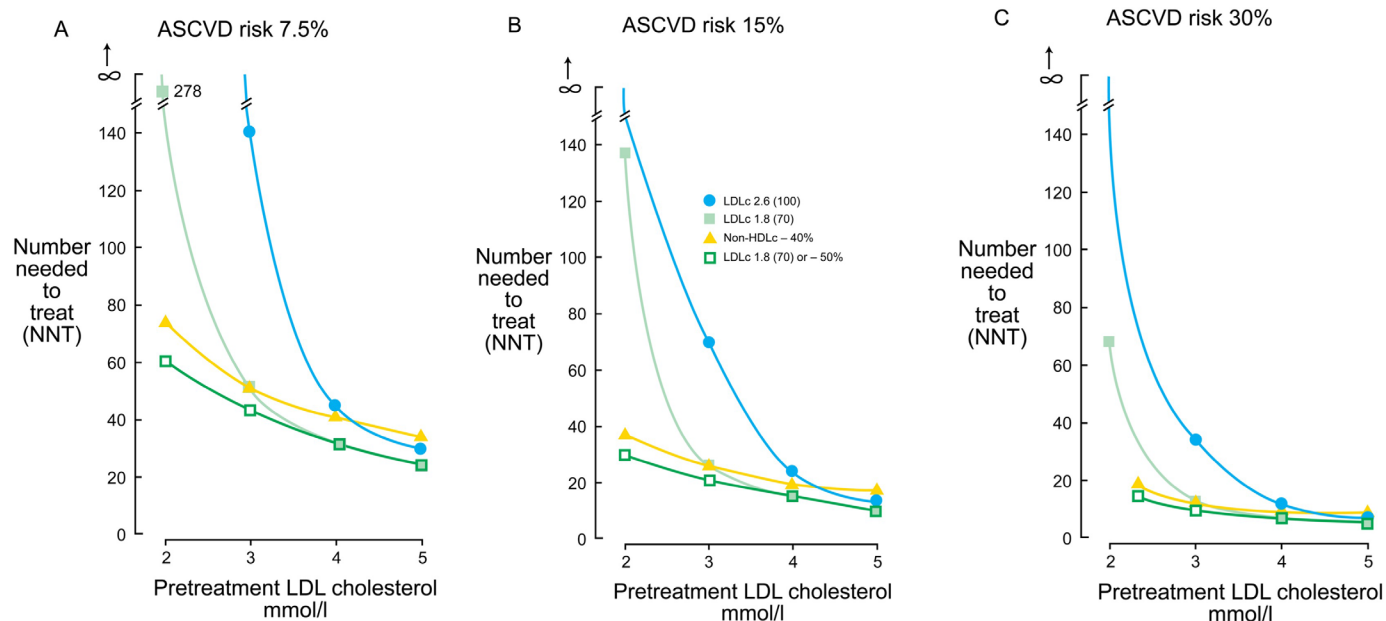 A
ASCVD risk 7.5%
∞
278
140
120
100
80
60
40
20
0
Number
needed
to
treat
(NNT)
2 3 4 5
Pretreatment LDL cholesterol
mmol/l
B
ASCVD risk 15%
∞
140
120
100
80
60
40
20
0
Number
needed
to
treat
(NNT)
LDLc 2.6 (100)
LDLc 1.8 (70)
Non-HDLc – 40%
LDLc 1.8 (70) or – 50%
2 3 4 5
Pretreatment LDL cholesterol
mmol/l
C
ASCVD risk 30%
∞
140
120
100
80
60
40
20
0
Number
needed
to
treat
(NNT)
2 3 4 5
Pretreatment LDL cholesterol
mmol/l